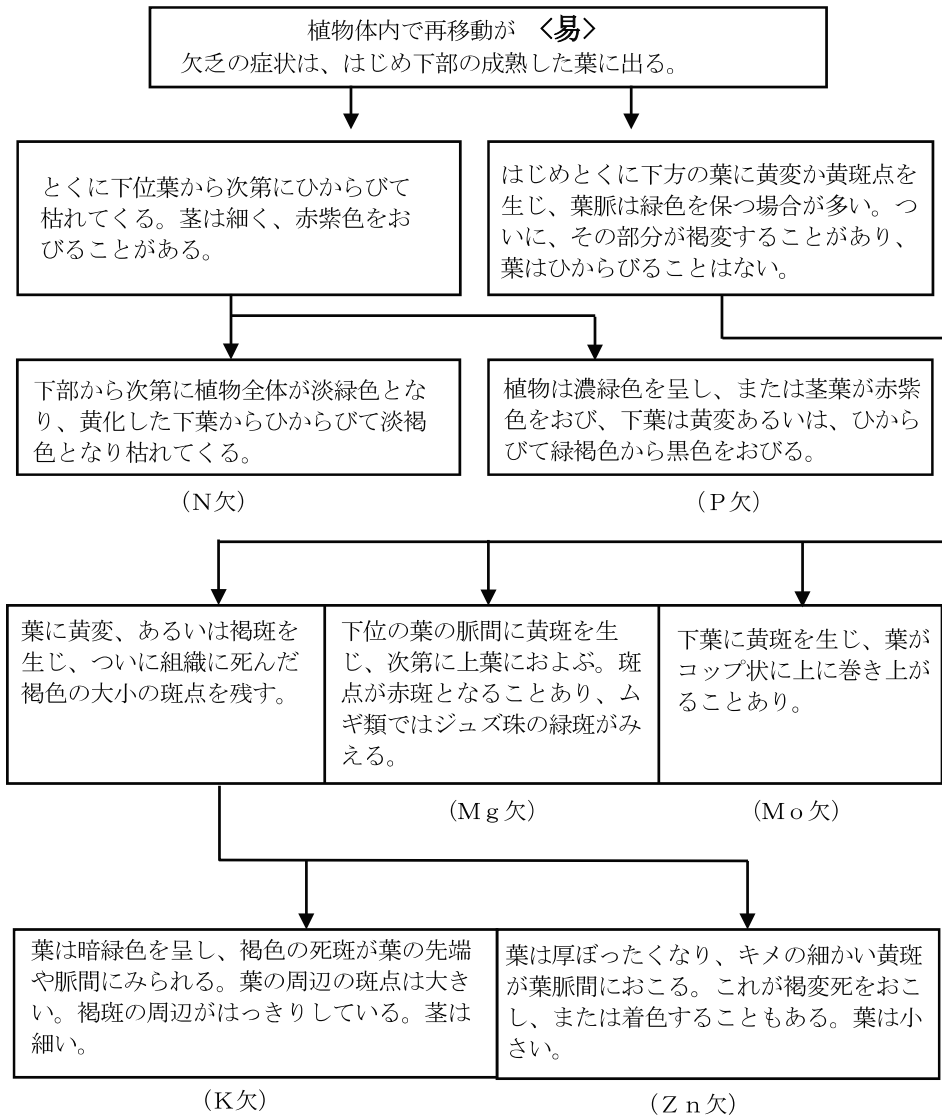 植物体内で再移動が 〈易〉
欠乏の症状は、はじめ下部の成熟した葉に出る。
とくに下位葉から次第にひからびて
枯れてくる。茎は細く、赤紫色をお
びることがある。
はじめとくに下方の葉に黄変か黄斑点を
生じ、葉脈は緑色を保つ場合が多い。つ
いに、その部分が褐変することがあり、
葉はひからびることはない。
下部から次第に植物全体が淡緑色とな
り、黄化した下葉からひからびて淡褐
色となり枯れてくる。
(N欠)
植物は濃緑色を呈し、または茎葉が赤紫
色をおび、下葉は黄変あるいは、ひから
びて緑褐色から黒色をおびる。
(P欠)
葉に黄変、あるいは褐斑を
生じ、ついに組織に死んだ
褐色の大小の斑点を残す。
下位の葉の脈間に黄斑を生
じ、次第に上葉におよぶ。斑
点が赤斑となることあり、ム
ギ類ではジュズ珠の緑斑がみ
える。
(Mg欠)
下葉に黄斑を生じ、葉が
コップ状に上に巻き上が
ることあり。
(Mo欠)
葉は暗緑色を呈し、褐色の死斑が葉の先端
や脈間にみられる。葉の周辺の斑点は大き
い。褐斑の周辺がはっきりしている。茎は
細い。
(K欠)
葉は厚ぼったくなり、キメの細かい黄斑
が葉脈間におこる。これが褐変死をおこ
し、または着色することもある。葉は小
さい。
(Zn欠)